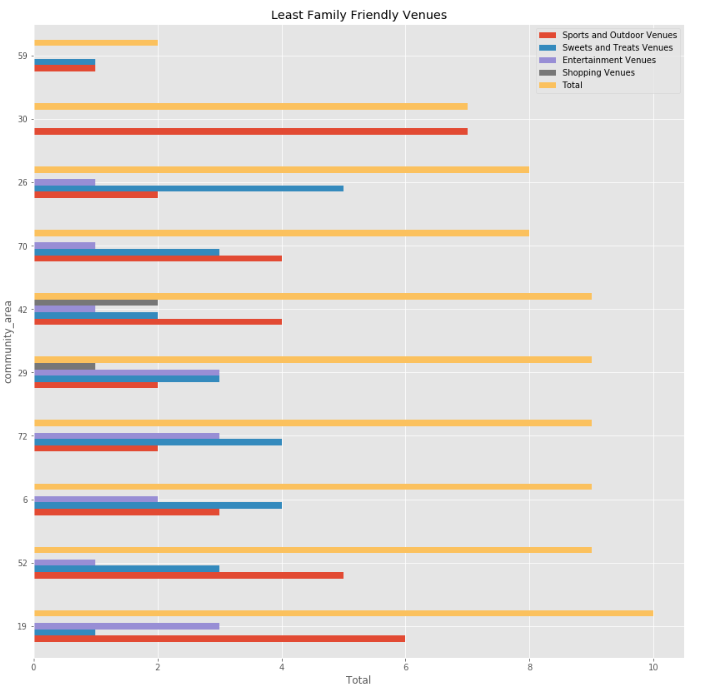 Least Family Friendly Venues
Sports and Outdoor Venues
Sweets and Treats Venues
Entertainment Venues
Shopping Venues
Total
community_area
59
30
26
70
42
29
72
6
52
19
0 2 4 6 8 10
Total